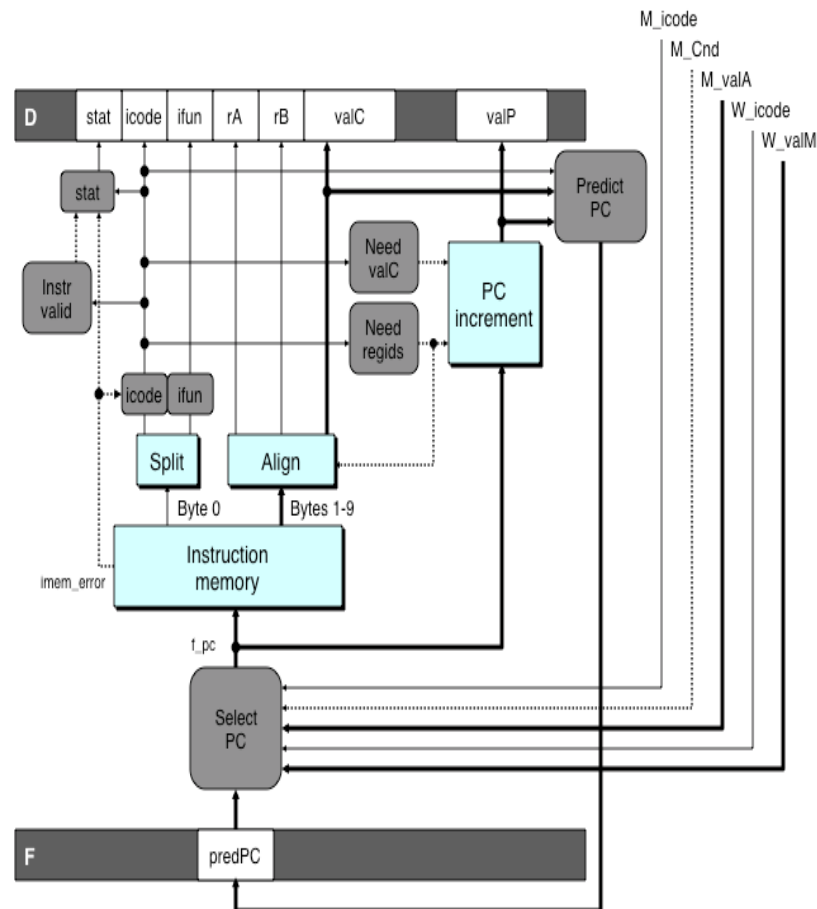 M_icode
M_Cnd
M_valA
W_icode
W_valM
D
stat
icode
ifun
rA
rB
valC
valP
stat
Predict
PC
Need
valC
Instr
valid
PC
increment
Need
regids
icode
ifun
Split
Align
Byte 0
Bytes 1-9
Instruction
memory
imem_error
f_pc
Select
PC
F
predPC